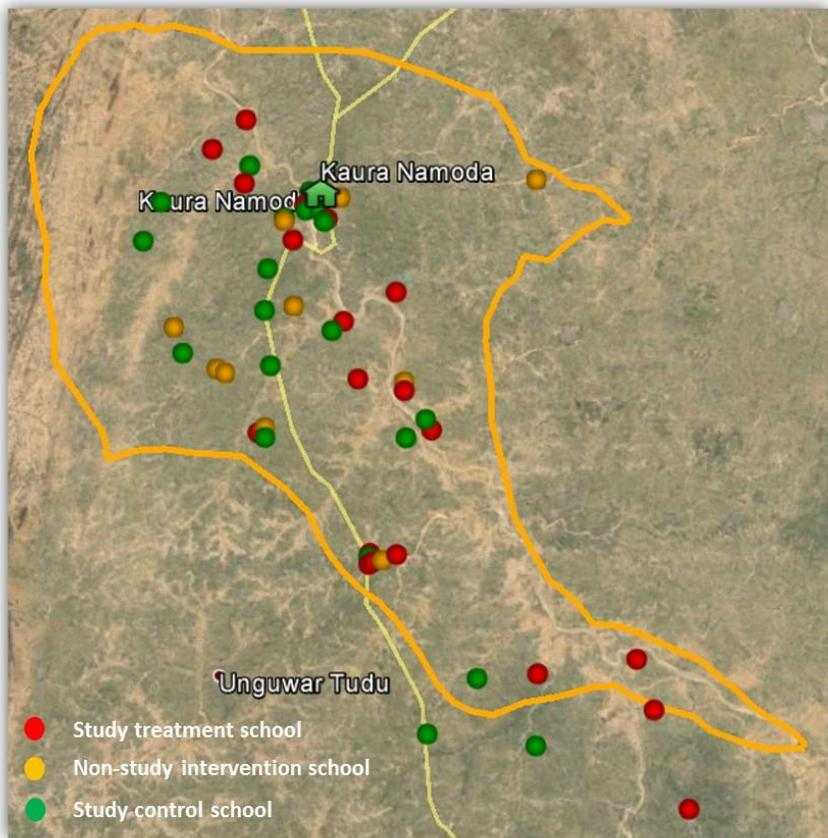 Kaura Namoda
Kaura Namod
Unguwar Tudu
Study treatment school
Non-study intervention school
Study control school